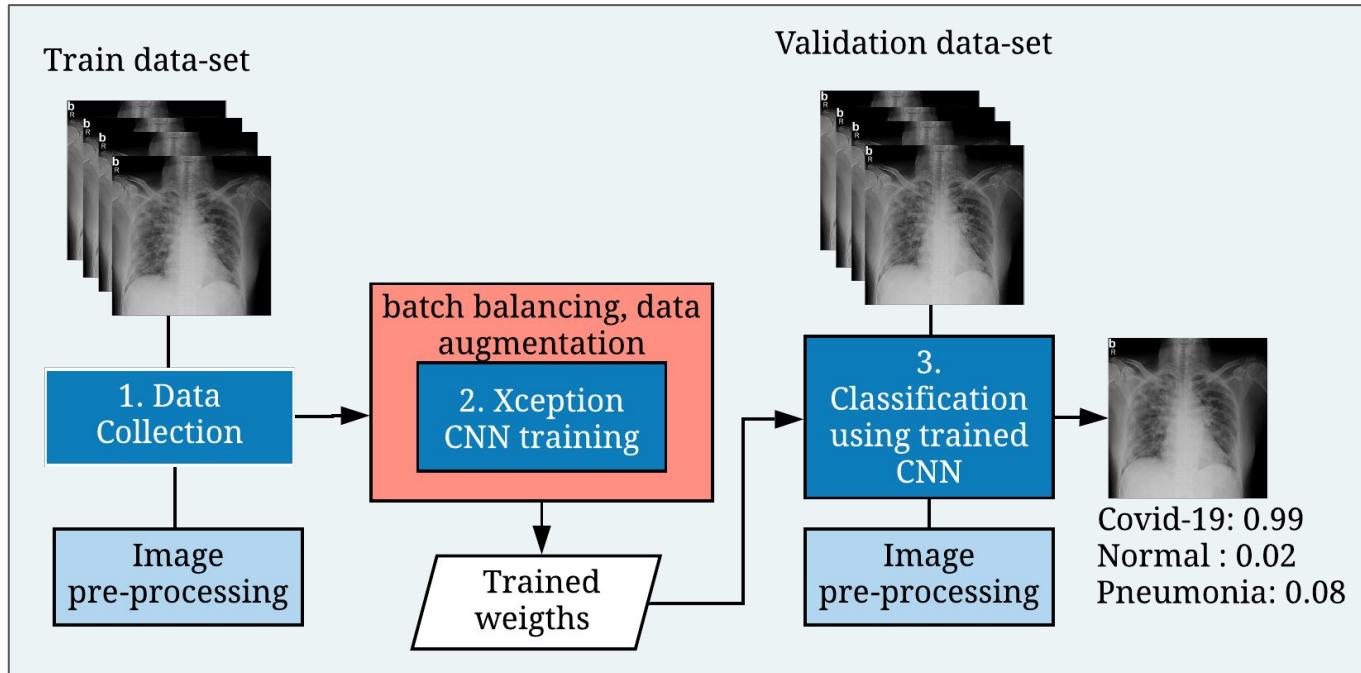 Train data-set
b
R
b
R
b
R
b
R
1. Data
Collection
Image
pre-processing
batch balancing, data
augmentation
2. Xception
CNN training
Trained
weigths
Validation data-set
b
R
b
R
b
R
b
R
3.
Classification
using trained
CNN
Image
pre-processing
b
R
Covid-19: 0.99
Normal : 0.02
Pneumonia: 0.08